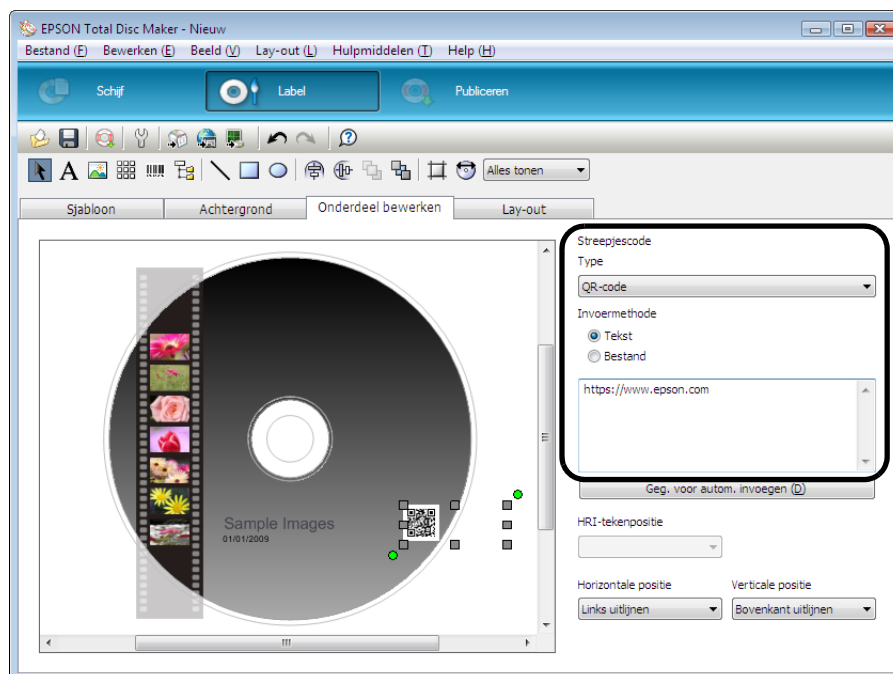 EPSON Total Disc Maker - Nieuw
Bestand (F) Bewerken (E) Beeld (V) Lay-out (L) Hulpmiddelen (T) Help (H)
Schijf Label Publiceren
Alles tonen
Sjabloon Achtergrond Onderdeel bewerken Lay-out
Streepjescode
Type
QR-code
Invoermethode
Tekst
Bestand
https://www.epson.com
Geg. voor autom. invoegen (D)
Sample Images
01/01/2009
HRI-tekenpositie
Horizontale positie Verticale positie
Links uitlijnen Bovenkant uitlijnen